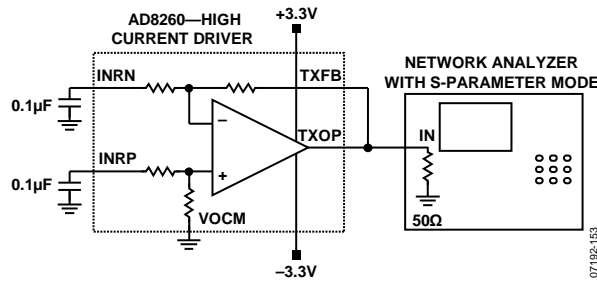 AD8260—HIGH
CURRENT DRIVER
+3.3V
INRN
TXFB
NETWORK ANALYZER
WITH S-PARAMETER MODE
0.1µF
–
TXOP
IN
INRP
+
0.1µF
VOCM
50Ω
–3.3V
07192-153